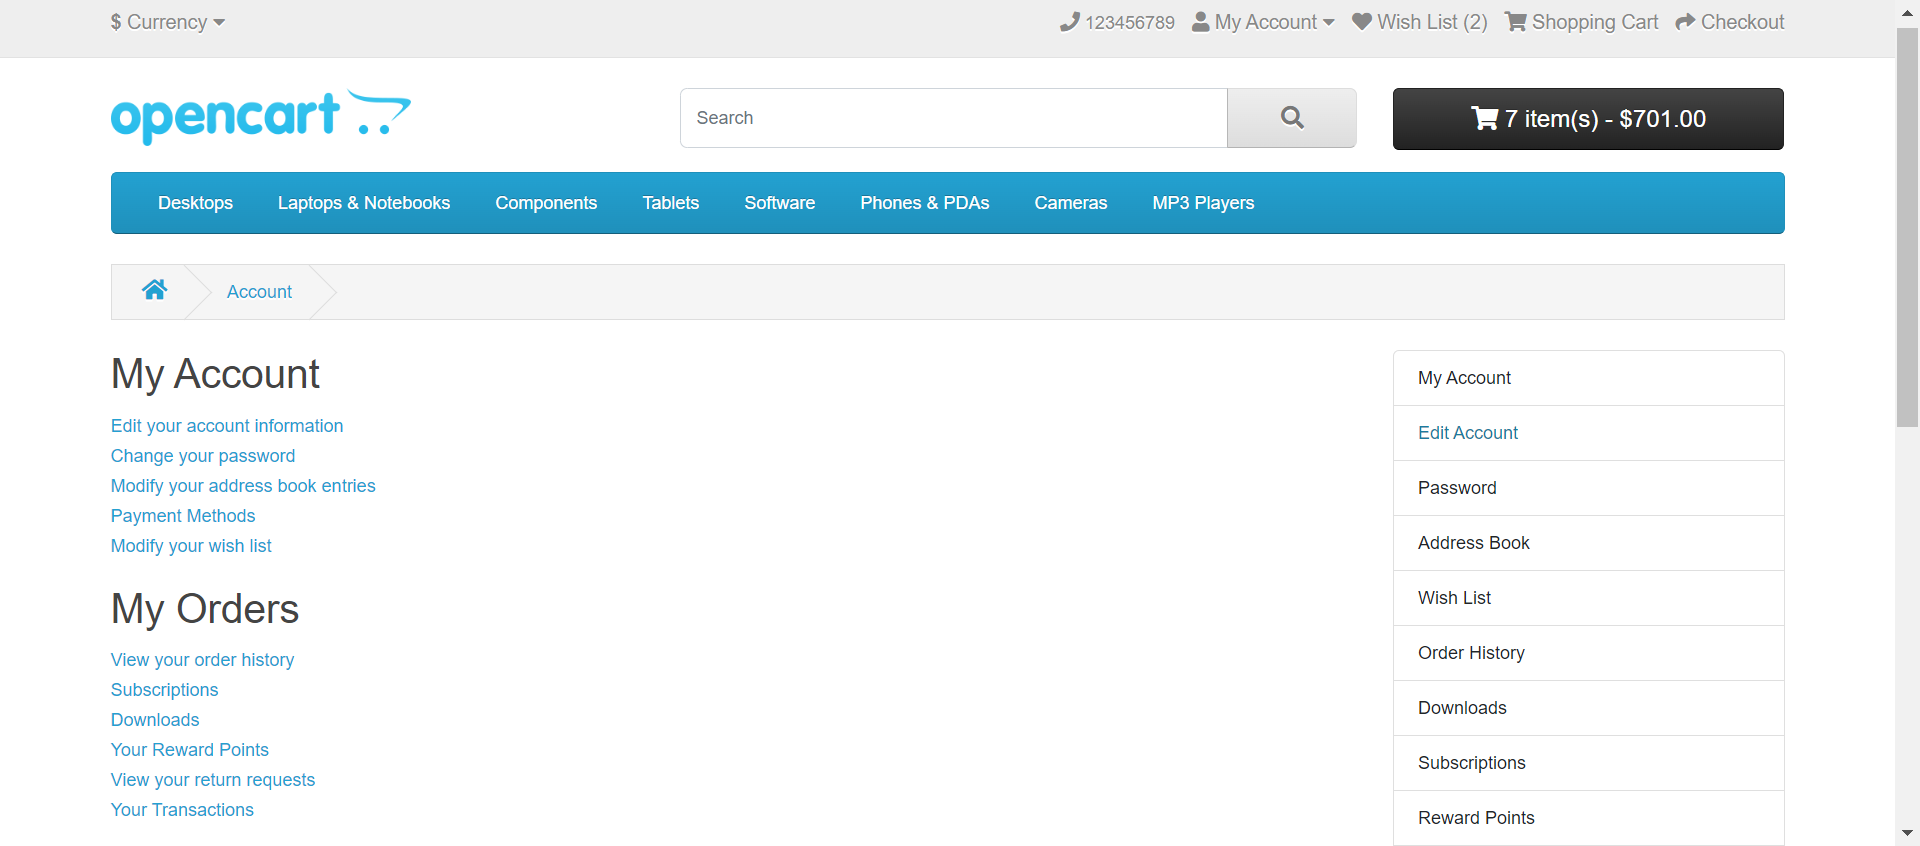 $ Currency
123456789 My Account Wish List (2) Shopping Cart Checkout
opencart
Search
7 item(s) - $701.00
Desktops Laptops & Notebooks Components Tablets Software Phones & PDAs Cameras MP3 Players
Account
My Account
Edit your account information
Change your password
Modify your address book entries
Payment Methods
Modify your wish list
My Orders
View your order history
Subscriptions
Downloads
Your Reward Points
View your return requests
Your Transactions
My Account
Edit Account
Password
Address Book
Wish List
Order History
Downloads
Subscriptions
Reward Points